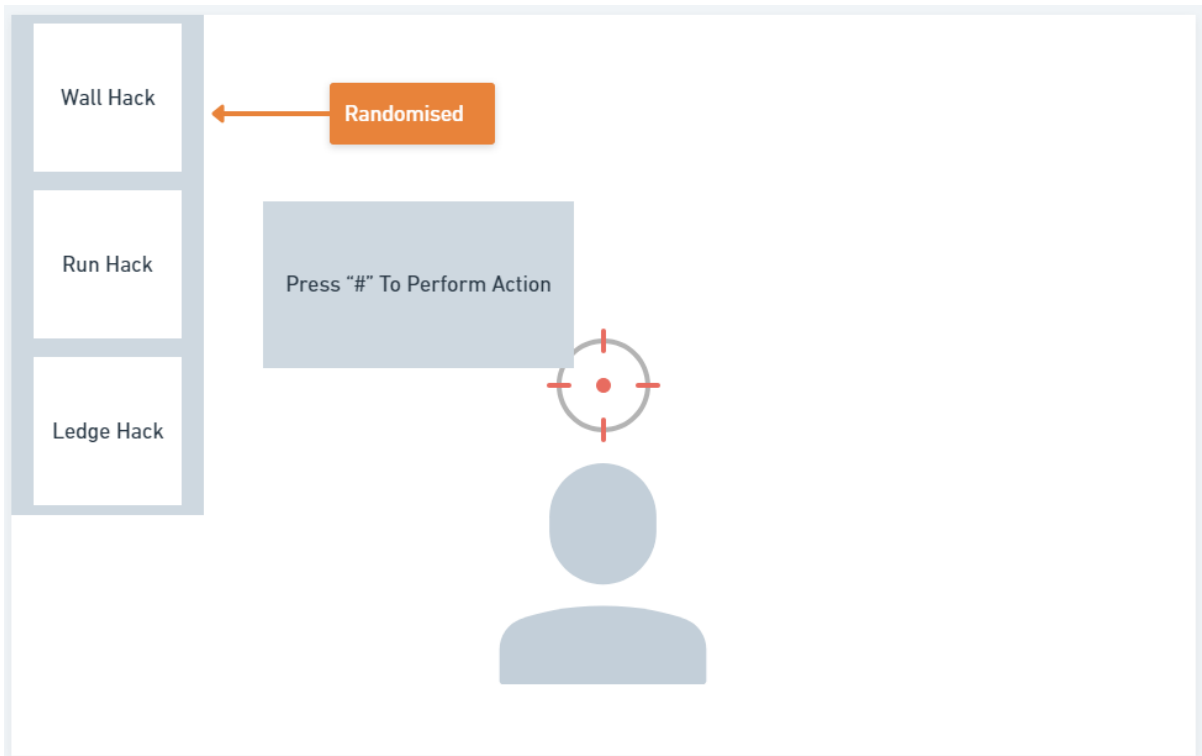 Wall Hack
Randomised
Run Hack
Press “#” To Perform Action
Ledge Hack